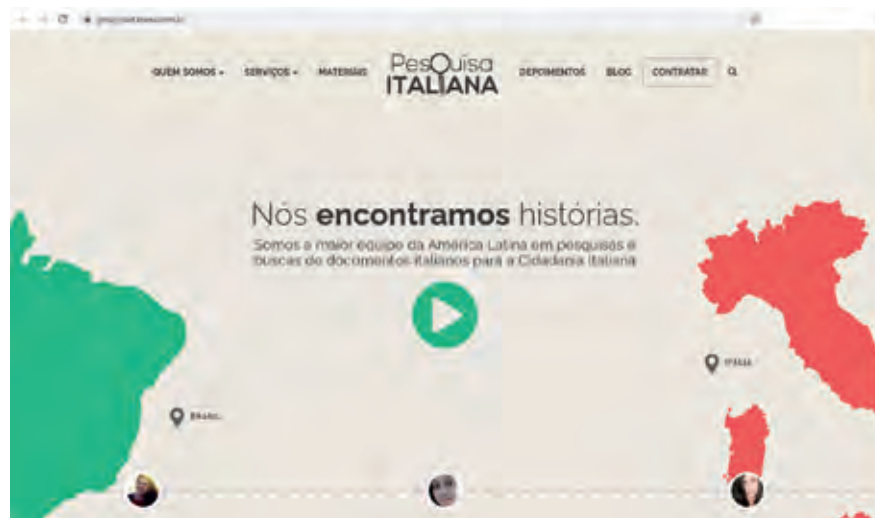 QUEM SOMOS
SERVIÇOS
MATERIAIS
PesQuisa
ITALIANA
DEPOIMENTOS
BLOG
CONTRATAR
Nós encontramos histórias.
Somos a maior equipe da América Latina em pesquisas e
buscas de documentos italianos para a Cidadania Italiana
BRASIL
ITÁLIA